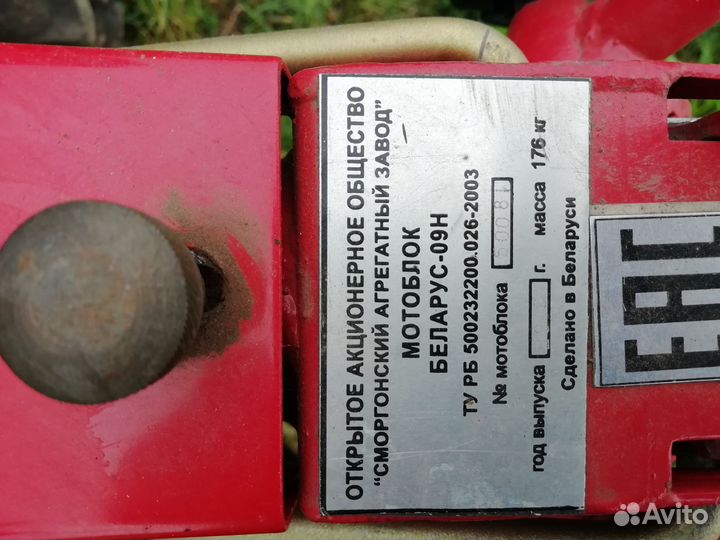 ОТКРЫТОЕ АКЦИОНЕРНОЕ ОБЩЕСТВО
"СМОРГОНСКИЙ АГРЕГАТНЫЙ ЗАВОД"
МОТОБЛОК
БЕЛАРУС-09Н
ТУ РБ 500232200.026-2003
№ мотоблока
год выпуска г. масса 176 кг
Сделано в Беларуси
ЕАС
Avito